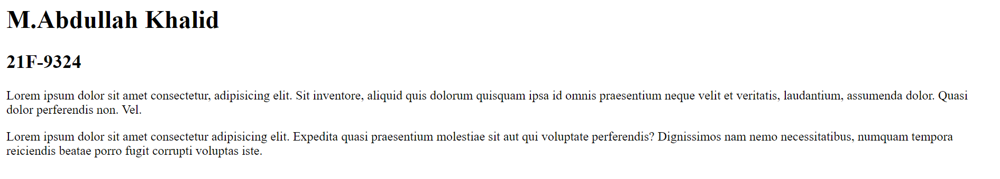 M.Abdullah Khalid
21F-9324
Lorem ipsum dolor sit amet consectetur, adipisicing elit. Sit inventore, aliquid quis dolorum quisquam ipsa id omnis praesentium neque velit et veritatis, laudantium, assumenda dolor. Quasi
dolor perferendis non. Vel.
Lorem ipsum dolor sit amet consectetur adipisicing elit. Expedita quasi praesentium molestiae sit aut qui voluptate perferendis? Dignissimos nam nemo necessitatibus, numquam tempora
reiciendis beatae porro fugit corrupti voluptas iste.